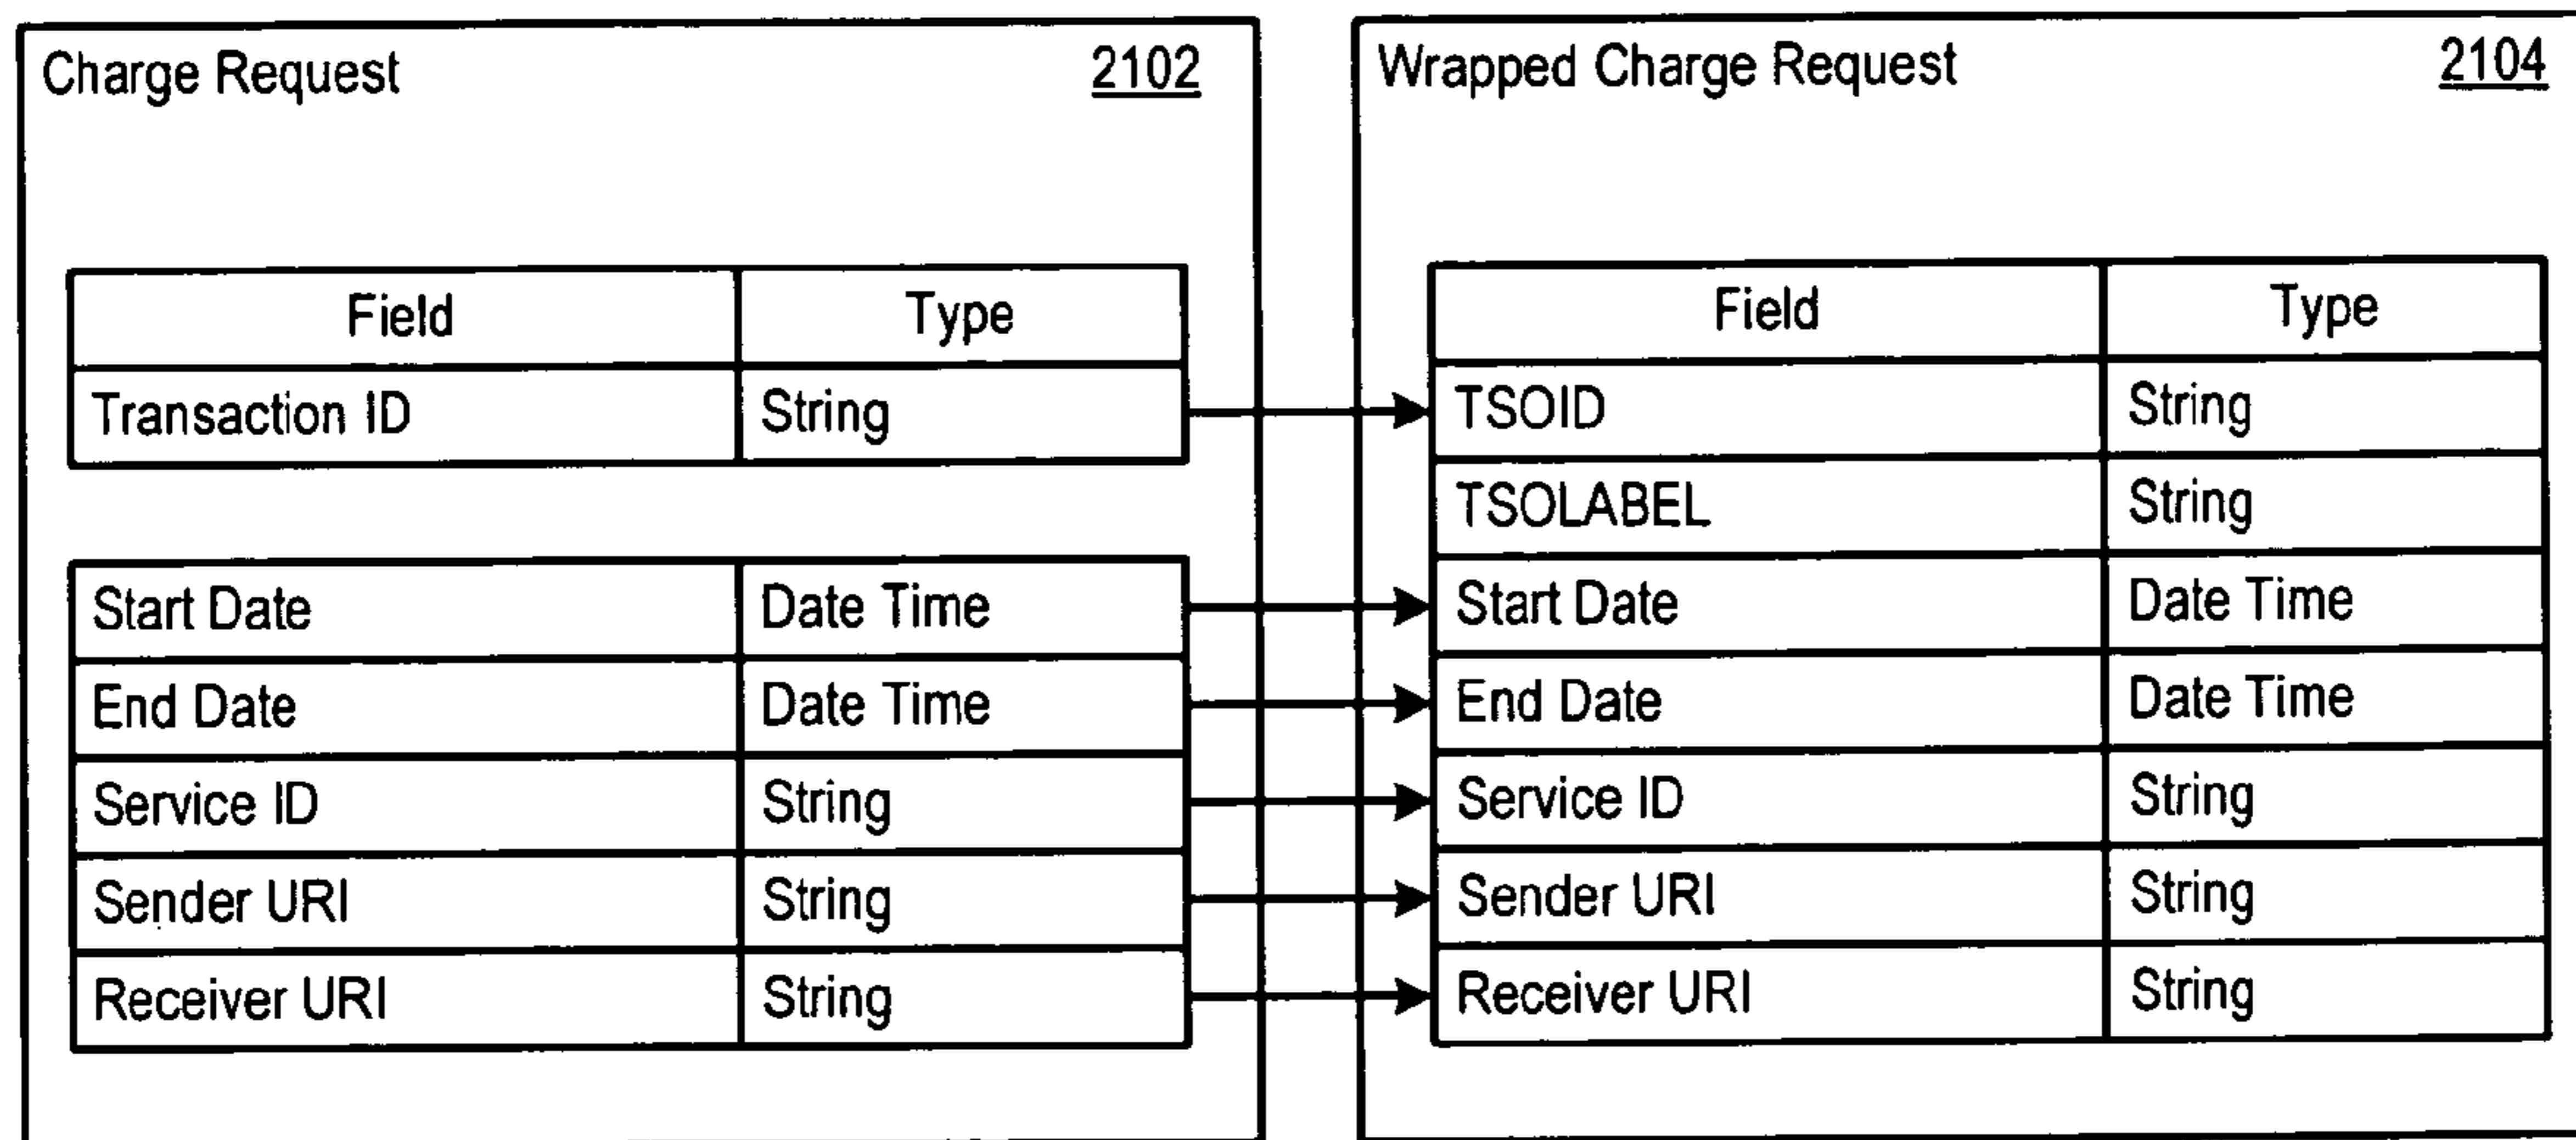 Charge Request 2102
Field Type
Transaction ID String
Start Date Date Time
End Date Date Time
Service ID String
Sender URI String
Receiver URI String
Wrapped Charge Request 2104
Field Type
TSOID String
TSOLABEL String
Start Date Date Time
End Date Date Time
Service ID String
Sender URI String
Receiver URI String